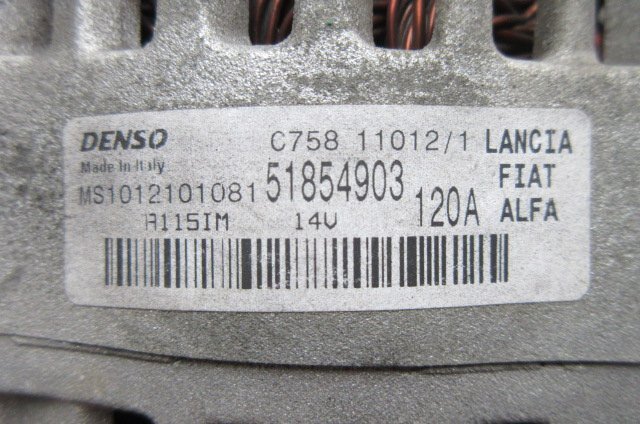 DENSO C758 11012/1 LANCIA
Made In Italy 51854903 FIAT
MS1012101081 120A ALFA
A115IM 14V